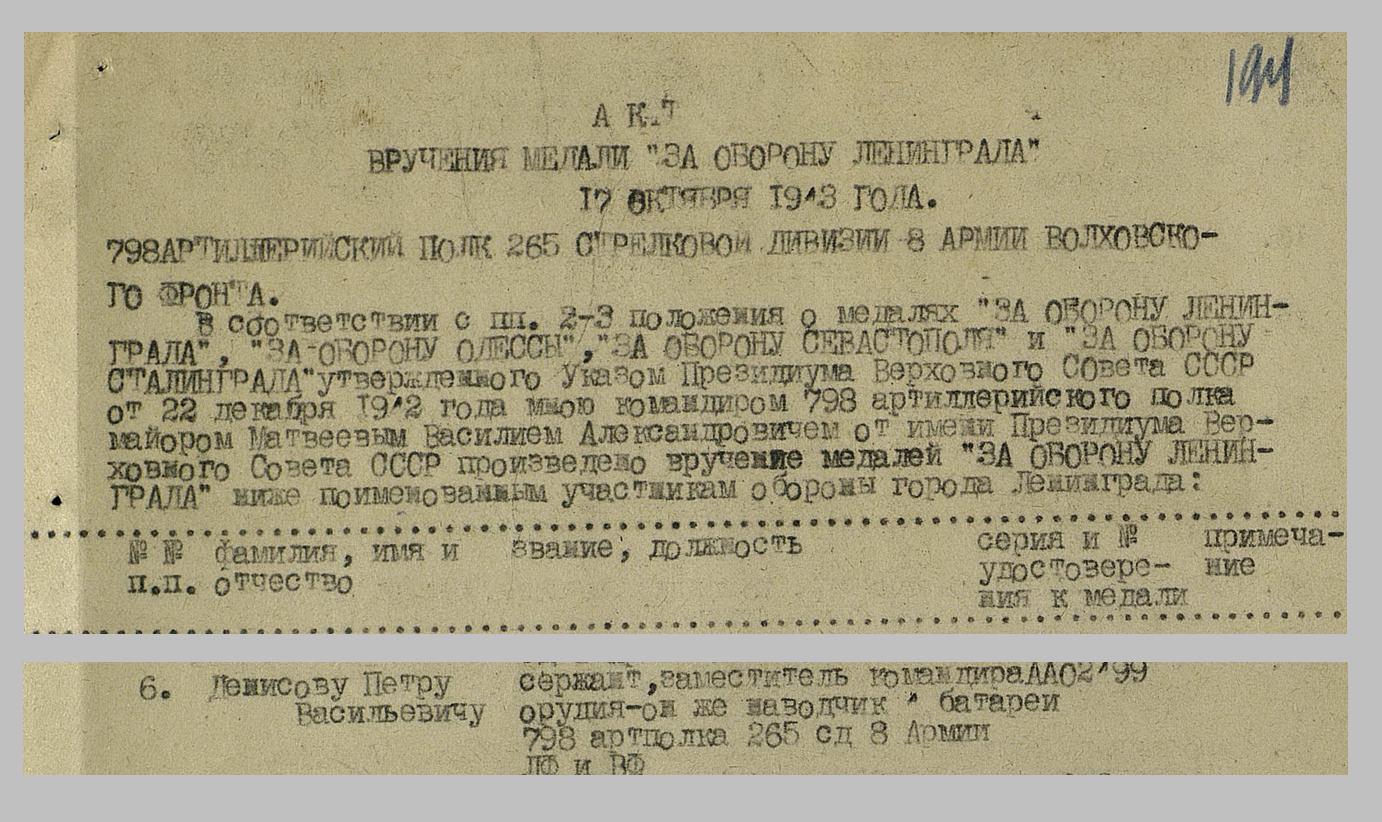 194
А К Т
ВРУЧЕНИЯ МЕДАЛИ "ЗА ОБОРОНУ ЛЕНИНГРАДА"
17 ОКТЯБРЯ 1943 ГОДА.
798АРТИЛЛЕРИЙСКИЙ ПОЛК 265 СТРЕЛКОВОЙ ДИВИЗИИ 8 АРМИИ ВОЛХОВСКО-
ГО ФРОНТА.
В соответствии с пп. 2-3 положения о медалях "ЗА ОБОРОНУ ЛЕНИН-
ГРАДА", "ЗА ОБОРОНУ ОДЕССЫ","ЗА ОБОРОНУ СЕВАСТОПОЛЯ" и "ЗА ОБОРОНУ
СТАЛИНГРАДА"утвержденного Указом Президиума Верховного Совета СССР
от 22 декабря 1942 года мною командиром 798 артиллерийского полка
майором Матвеевым Василием Александровичем от имени Президиума Вер-
ховного Совета СССР произведено вручение медалей "ЗА ОБОРОНУ ЛЕНИН-
ГРАДА" ниже поименованным участникам обороны города Ленинграда:
№ № фамилия, имя и звание, должность серия и № примеча-
п.п. отчество удостовере- ние
ния к медали
6. Денисову Петру сержант,заместитель командира АА02499
Васильевичу орудия-он же наводчик 4 батареи
798 артполка 265 сд 8 Армии
ЛФ и ВФ